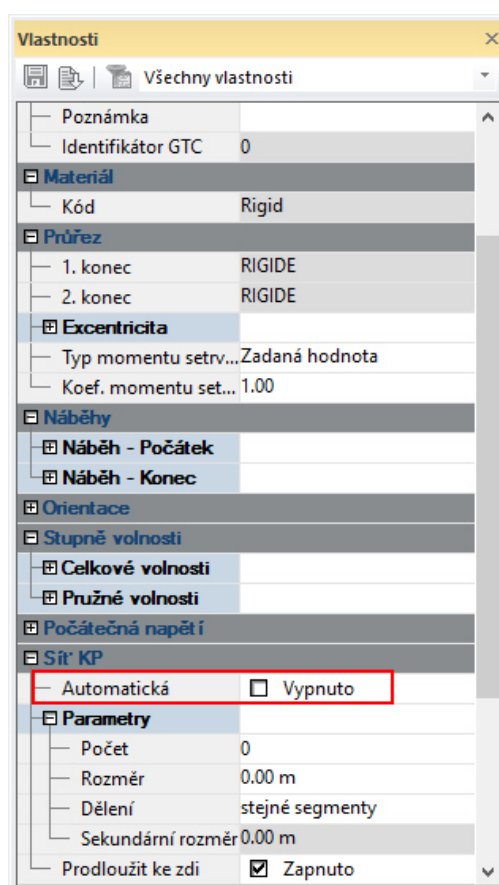 Vlastnosti
Všechny vlastnosti
Poznámka
Identifikátor GTC 0
Materiál
Kód Rigid
Průřez
1. konec RIGIDE
2. konec RIGIDE
Excentricita
Typ momentu setrv... Zadaná hodnota
Koef. momentu set... 1.00
Náběhy
Náběh - Počátek
Náběh - Konec
Orientace
Stupně volnosti
Celkové volnosti
Pružné volnosti
Počátečná napětí
Síť KP
Automatická Vypnuto
Parametry
Počet 0
Rozměr 0.00 m
Dělení stejné segmenty
Sekundární rozměr 0.00 m
Prodloužit ke zdi Zapnuto